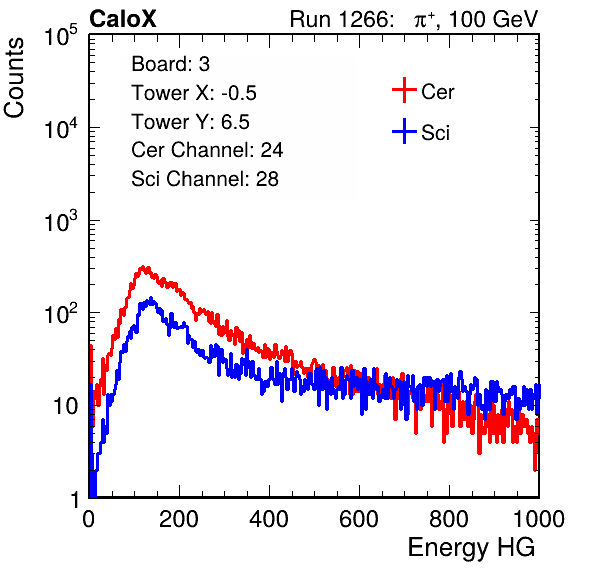 CaloX Run 1266: π⁺, 100 GeV
Counts
Board: 3
Tower X: -0.5
Tower Y: 6.5
Cer Channel: 24
Sci Channel: 28
Cer
Sci
10⁵
10⁴
10³
10²
10
1
0 200 400 600 800 1000
Energy HG